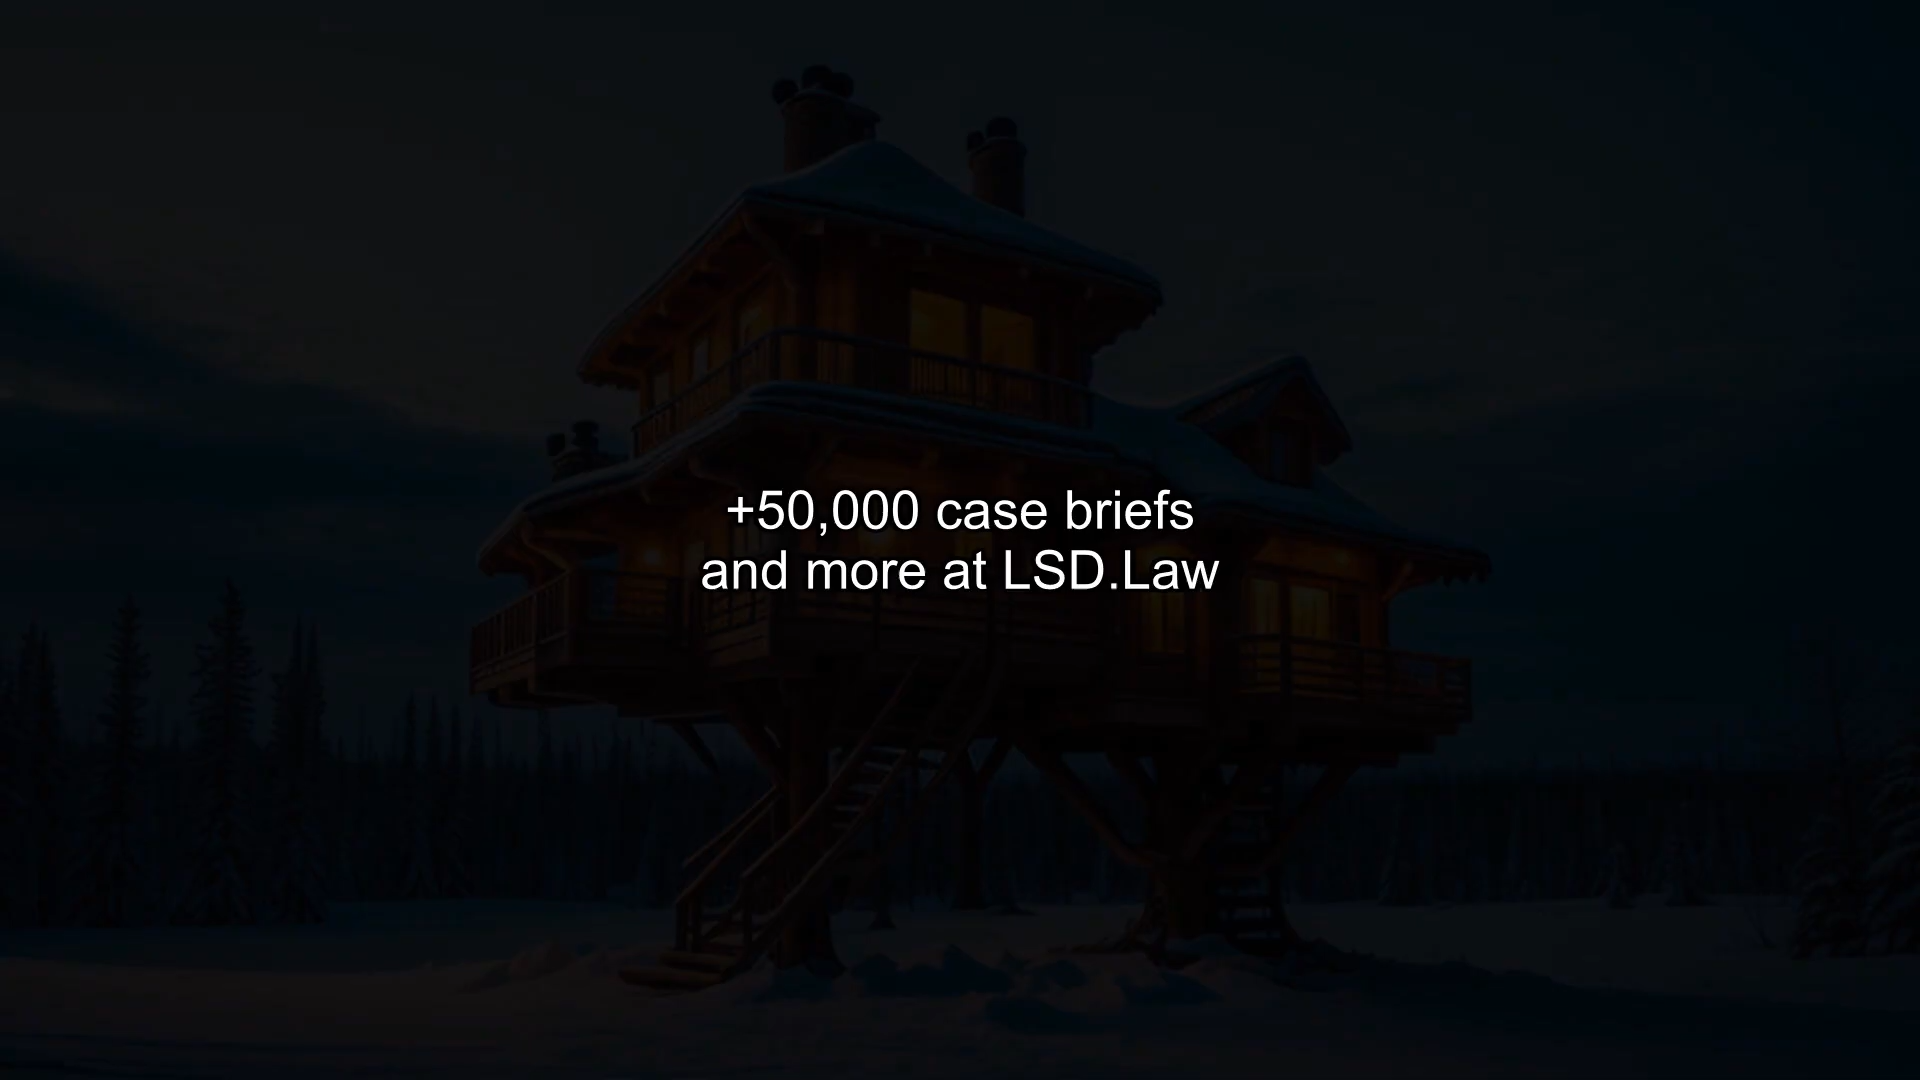 +50,000 case briefs
and more at LSD.Law